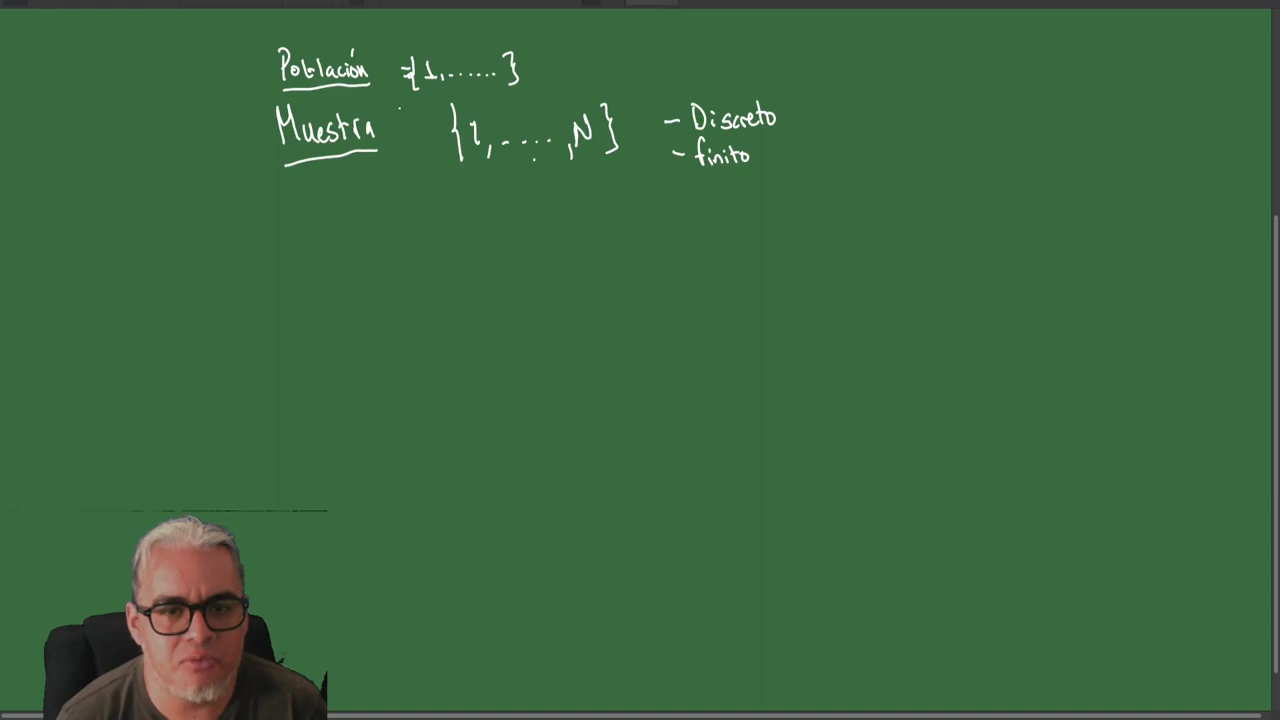 Población = {1,......}
Muestra {1, ...., N} - Discreto
- finito